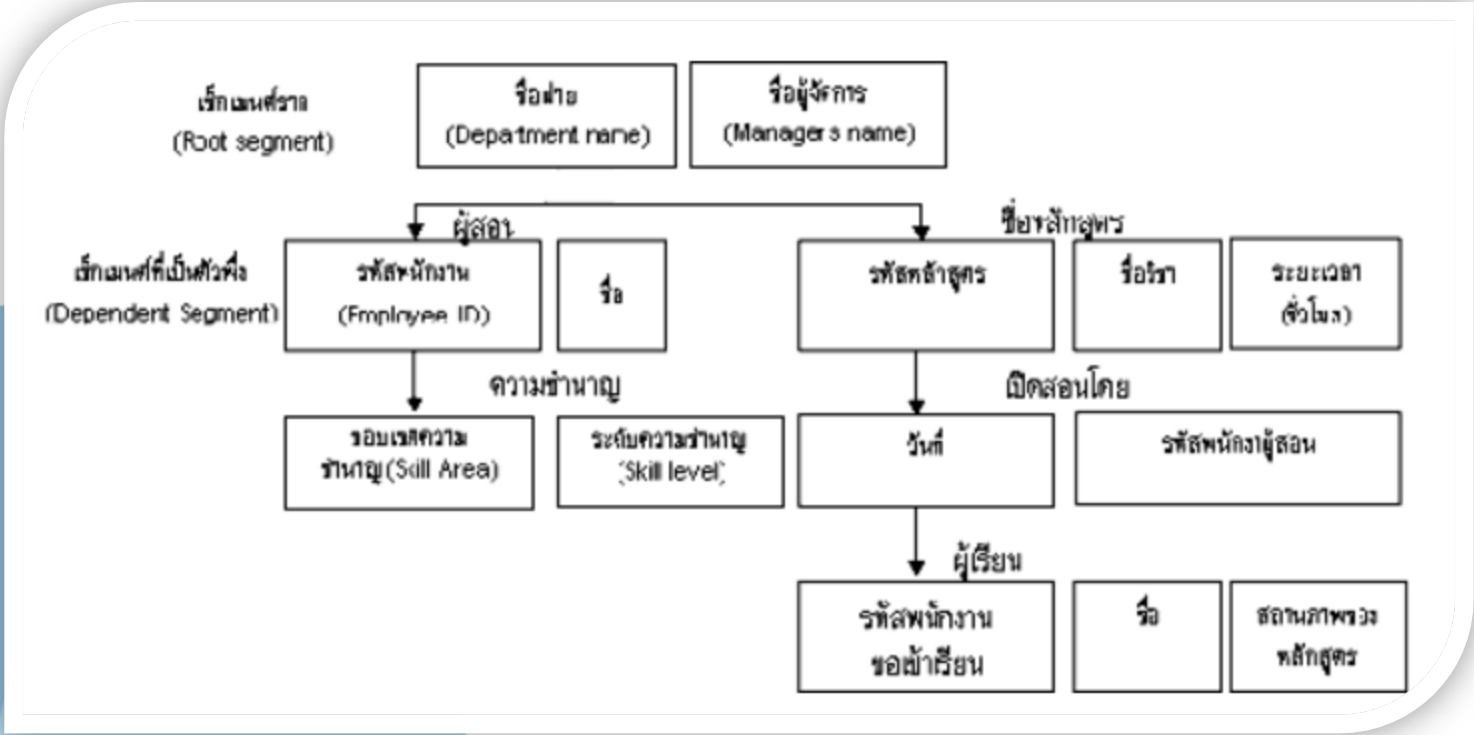 เซ็กเมนต์ราก
(Root segment)
ชื่อฝ่าย
(Department name)
ชื่อผู้จัดการ
(Managers name)
ผู้สอน
ชื่อหลักสูตร
เซ็กเมนต์ที่เป็นตัวพึ่ง
(Dependent Segment)
รหัสพนักงาน
(Employee ID)
ชื่อ
รหัสหลักสูตร
ชื่อวิชา
ระยะเวลา
(ชั่วโมง)
ความชำนาญ
เปิดสอนโดย
ขอบเขตความ
ชำนาญ(Skill Area)
ระดับความชำนาญ
(Skill level)
วันที่
รหัสพนักงานผู้สอน
ผู้เรียน
รหัสพนักงาน
ขอเข้าเรียน
ชื่อ
สถานภาพของ
หลักสูตร